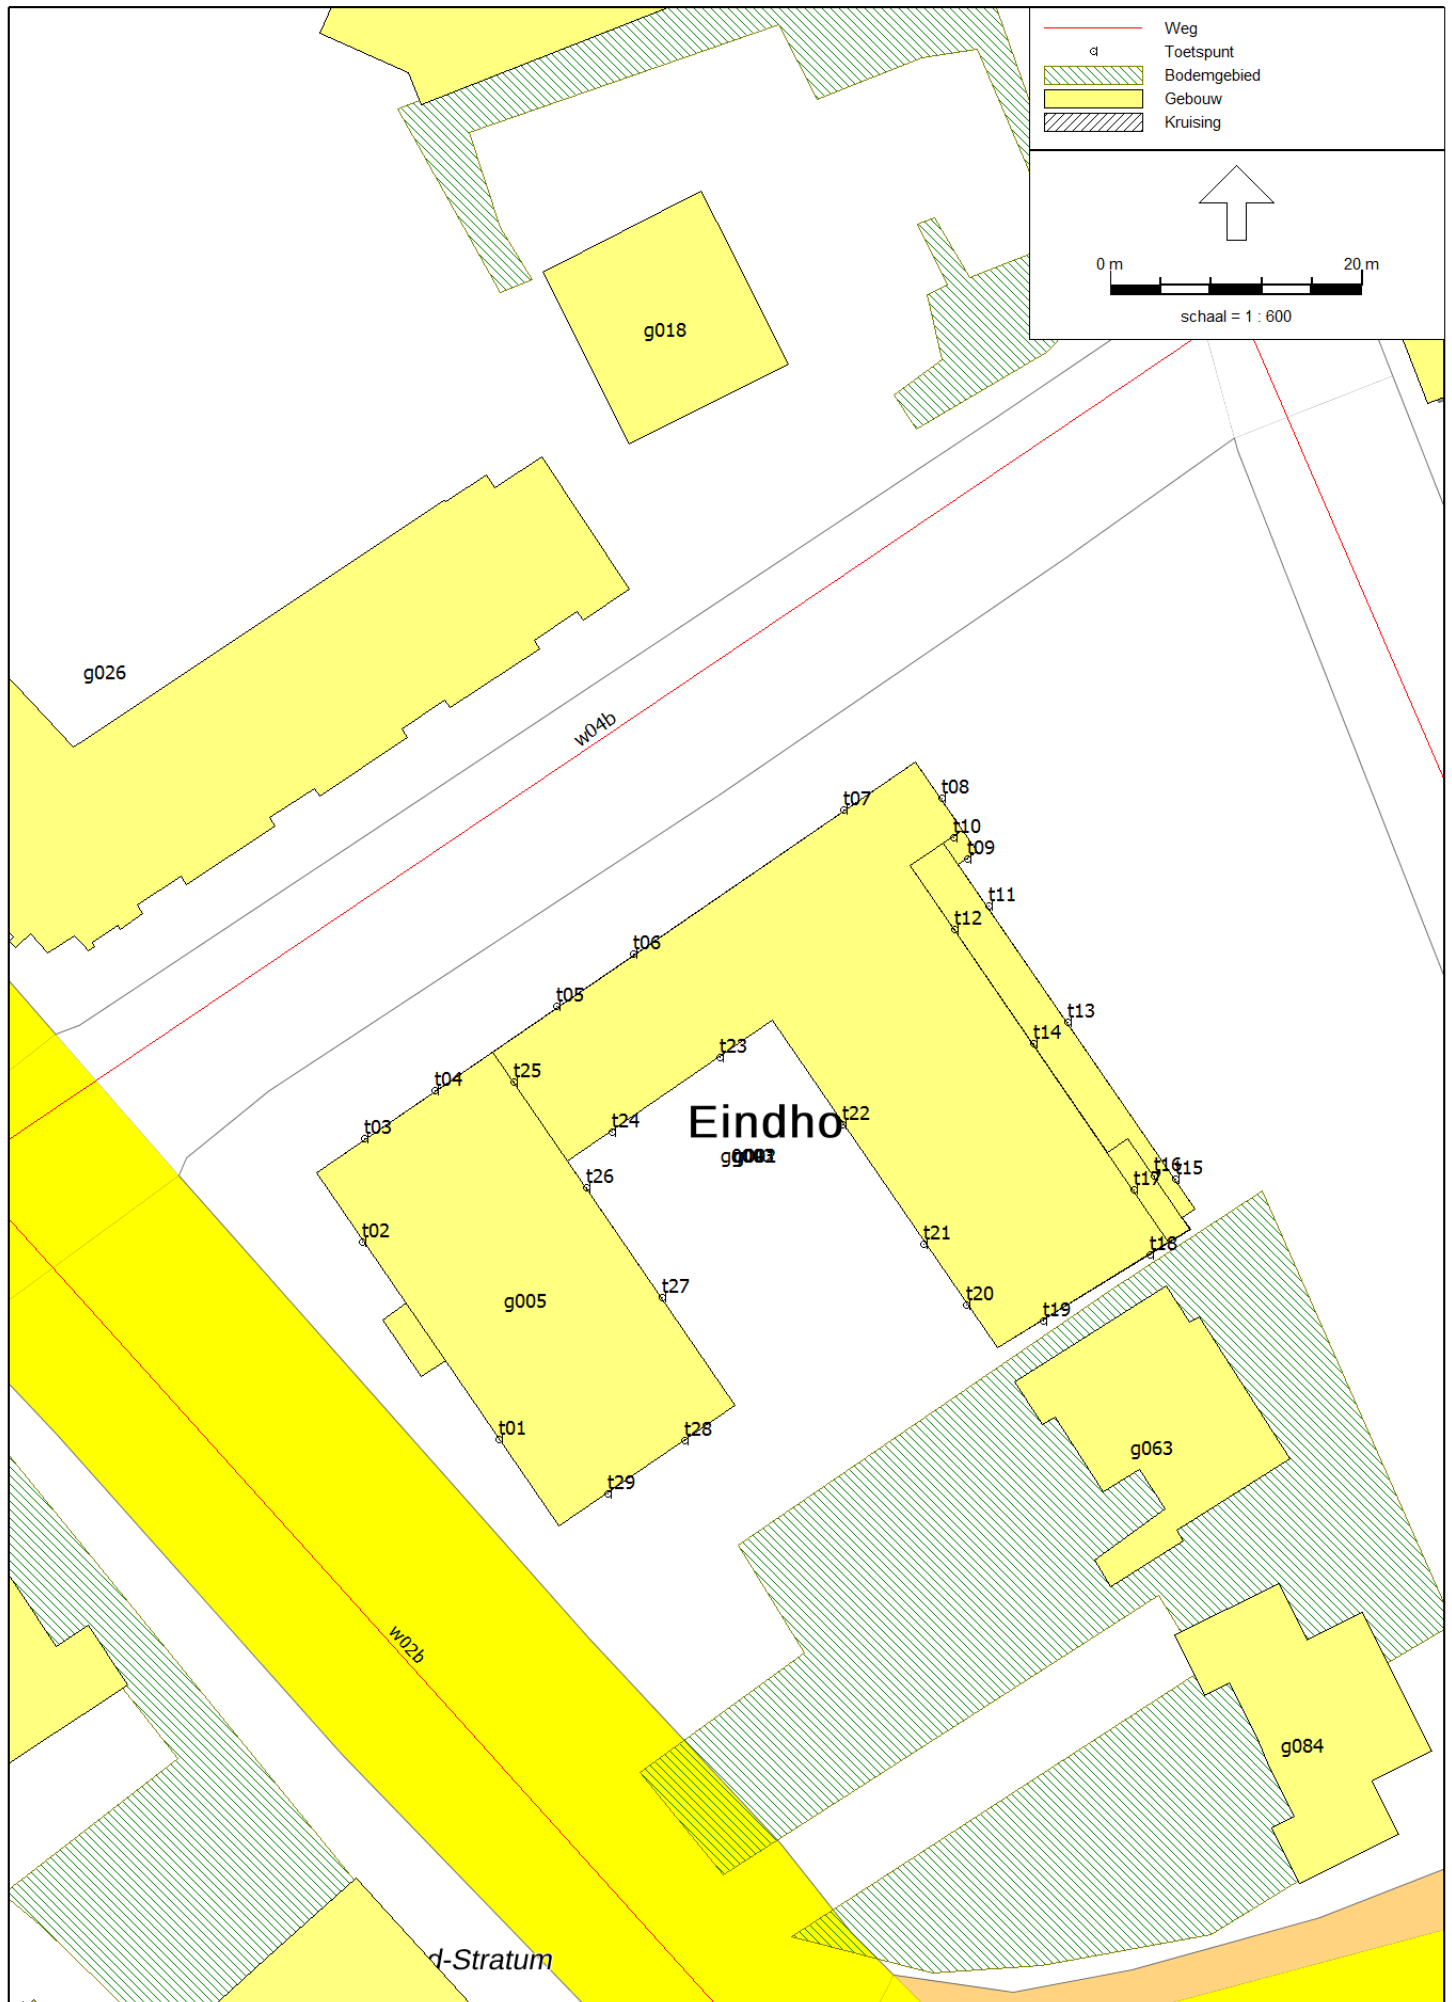 Weg
Toetspunt
Bodemgebied
Gebouw
Kruising
0 m 20 m
schaal = 1 : 600
g018
g026
w04b
t08
t07
t10
t09
t11
t12
t06
t05
t13
t14
t23
t25
t04
Eindho
t22
t24
t03
t16
t15
t26
t17
t02
t21
t18
t27
g005
t20
t19
t01
t28
g063
t29
w02b
g084
d-Stratum